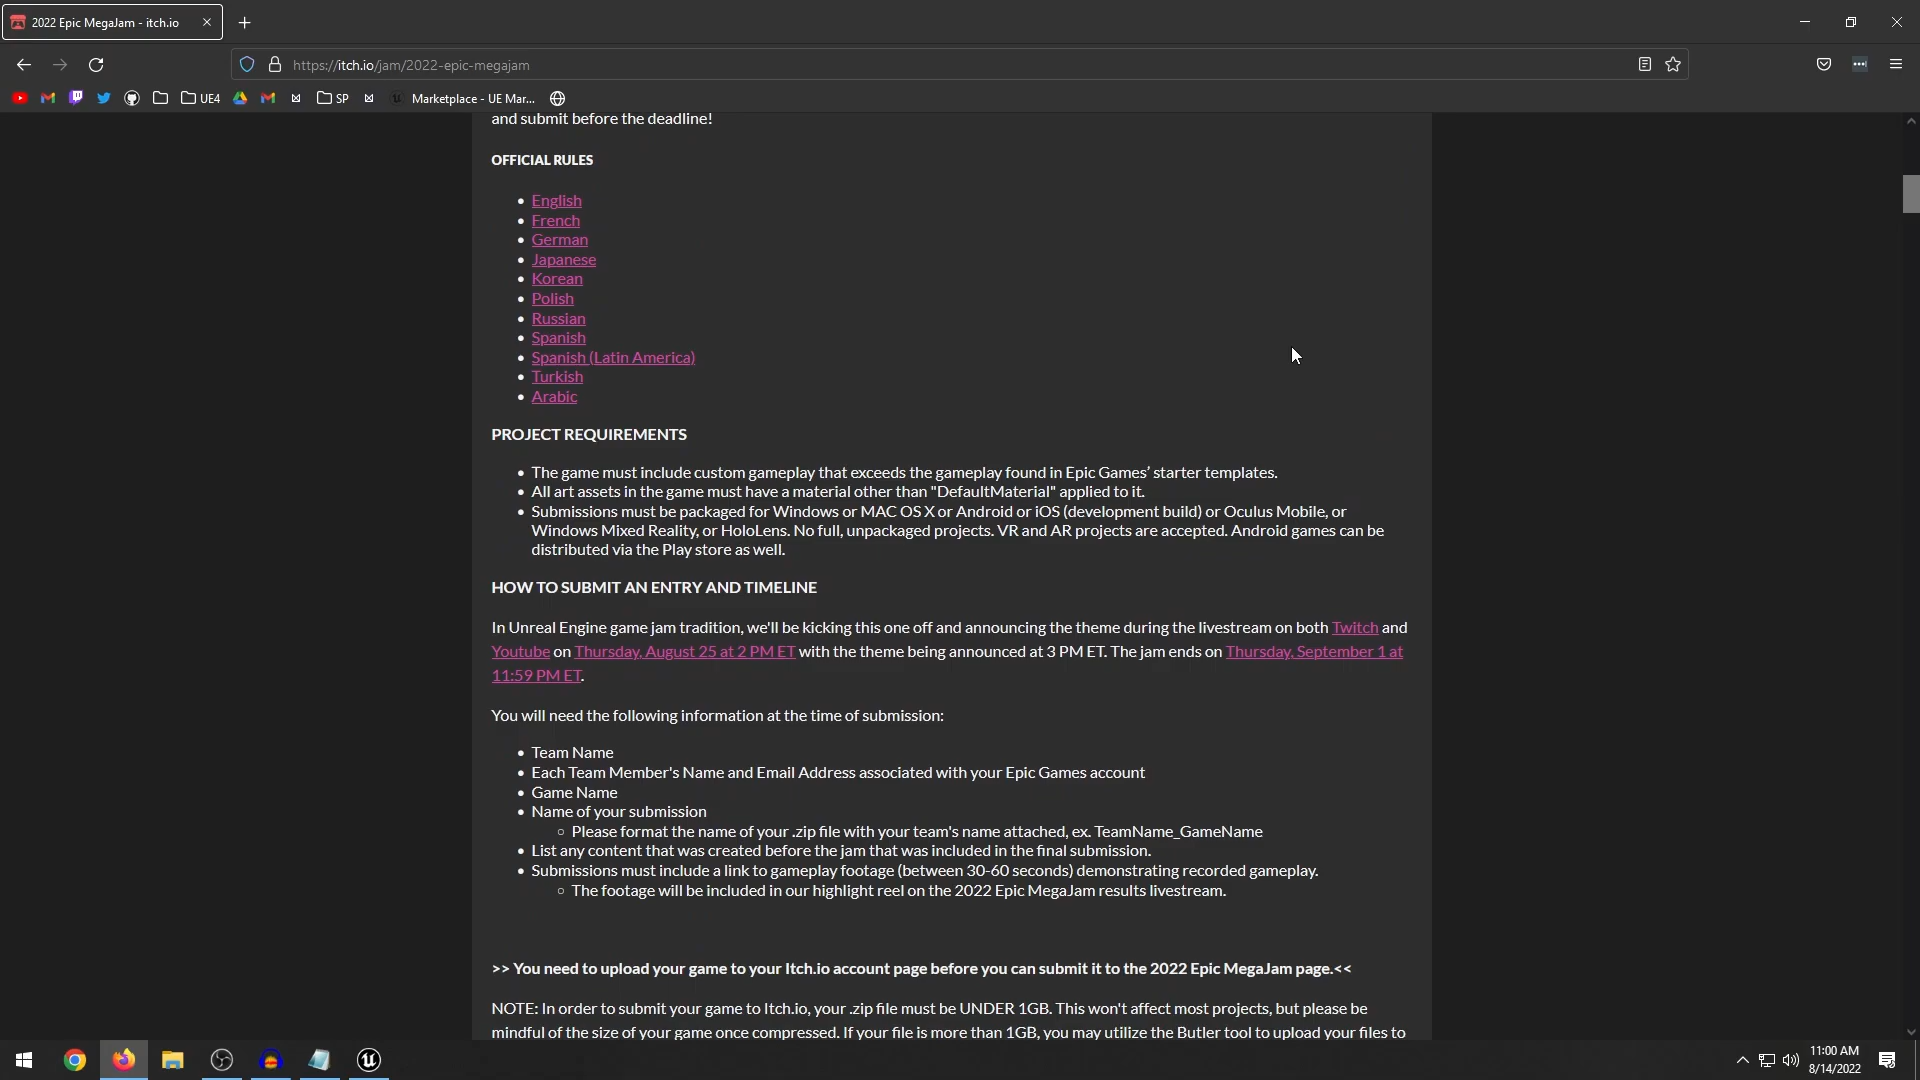 2022 Epic MegaJam - itch.io
https://itch.io/jam/2022-epic-megajam
UE4
SP
Marketplace - UE Mar...
and submit before the deadline!
OFFICIAL RULES
English
French
German
Japanese
Korean
Polish
Russian
Spanish
Spanish (Latin America)
Turkish
Arabic
PROJECT REQUIREMENTS
The game must include custom gameplay that exceeds the gameplay found in Epic Games’ starter templates.
All art assets in the game must have a material other than "DefaultMaterial" applied to it.
Submissions must be packaged for Windows or MAC OS X or Android or iOS (development build) or Oculus Mobile, or
Windows Mixed Reality, or HoloLens. No full, unpackaged projects. VR and AR projects are accepted. Android games can be
distributed via the Play store as well.
HOW TO SUBMIT AN ENTRY AND TIMELINE
In Unreal Engine game jam tradition, we'll be kicking this one off and announcing the theme during the livestream on both Twitch and
Youtube on Thursday, August 25 at 2 PM ET with the theme being announced at 3 PM ET. The jam ends on Thursday, September 1 at
11:59 PM ET.
You will need the following information at the time of submission:
Team Name
Each Team Member's Name and Email Address associated with your Epic Games account
Game Name
Name of your submission
Please format the name of your .zip file with your team's name attached, ex. TeamName_GameName
List any content that was created before the jam that was included in the final submission.
Submissions must include a link to gameplay footage (between 30-60 seconds) demonstrating recorded gameplay.
The footage will be included in our highlight reel on the 2022 Epic MegaJam results livestream.
>> You need to upload your game to your Itch.io account page before you can submit it to the 2022 Epic MegaJam page.<<
NOTE: In order to submit your game to Itch.io, your .zip file must be UNDER 1GB. This won't affect most projects, but please be
mindful of the size of your game once compressed. If your file is more than 1GB, you may utilize the Butler tool to upload your files to
11:00 AM
8/14/2022